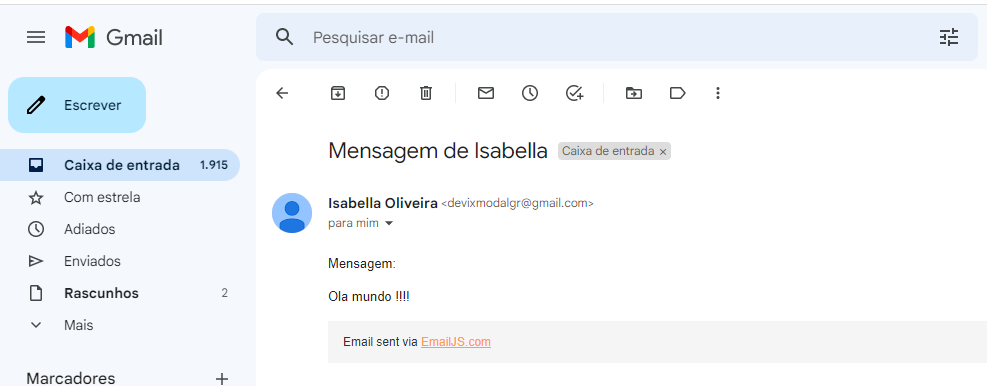 Gmail
Pesquisar e-mail
Escrever
Caixa de entrada 1.915
Com estrela
Adiados
Enviados
Rascunhos 2
Mais
Marcadores
Mensagem de Isabella Caixa de entrada ×
Isabella Oliveira <devixmodalgr@gmail.com>
para mim
Mensagem:
Ola mundo !!!!
Email sent via EmailJS.com